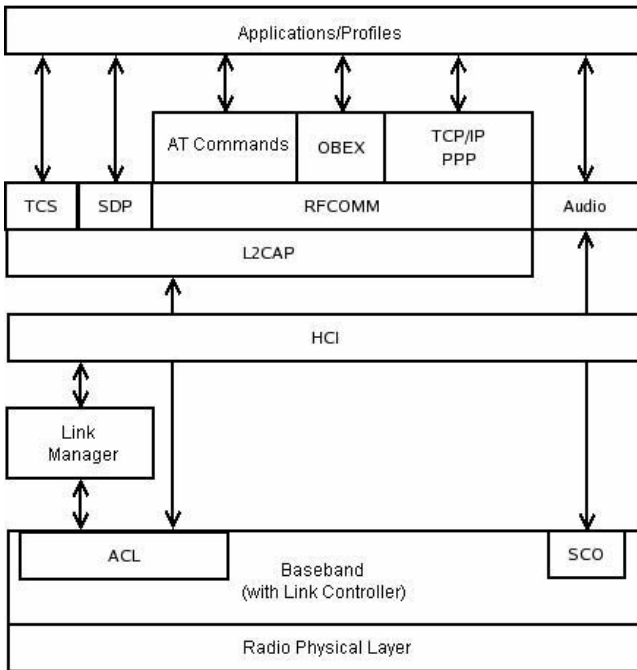 Applications/Profiles
AT Commands
OBEX
TCP/IP
PPP
TCS
SDP
RFCOMM
Audio
L2CAP
HCI
Link
Manager
ACL
SCO
Baseband
(with Link Controller)
Radio Physical Layer